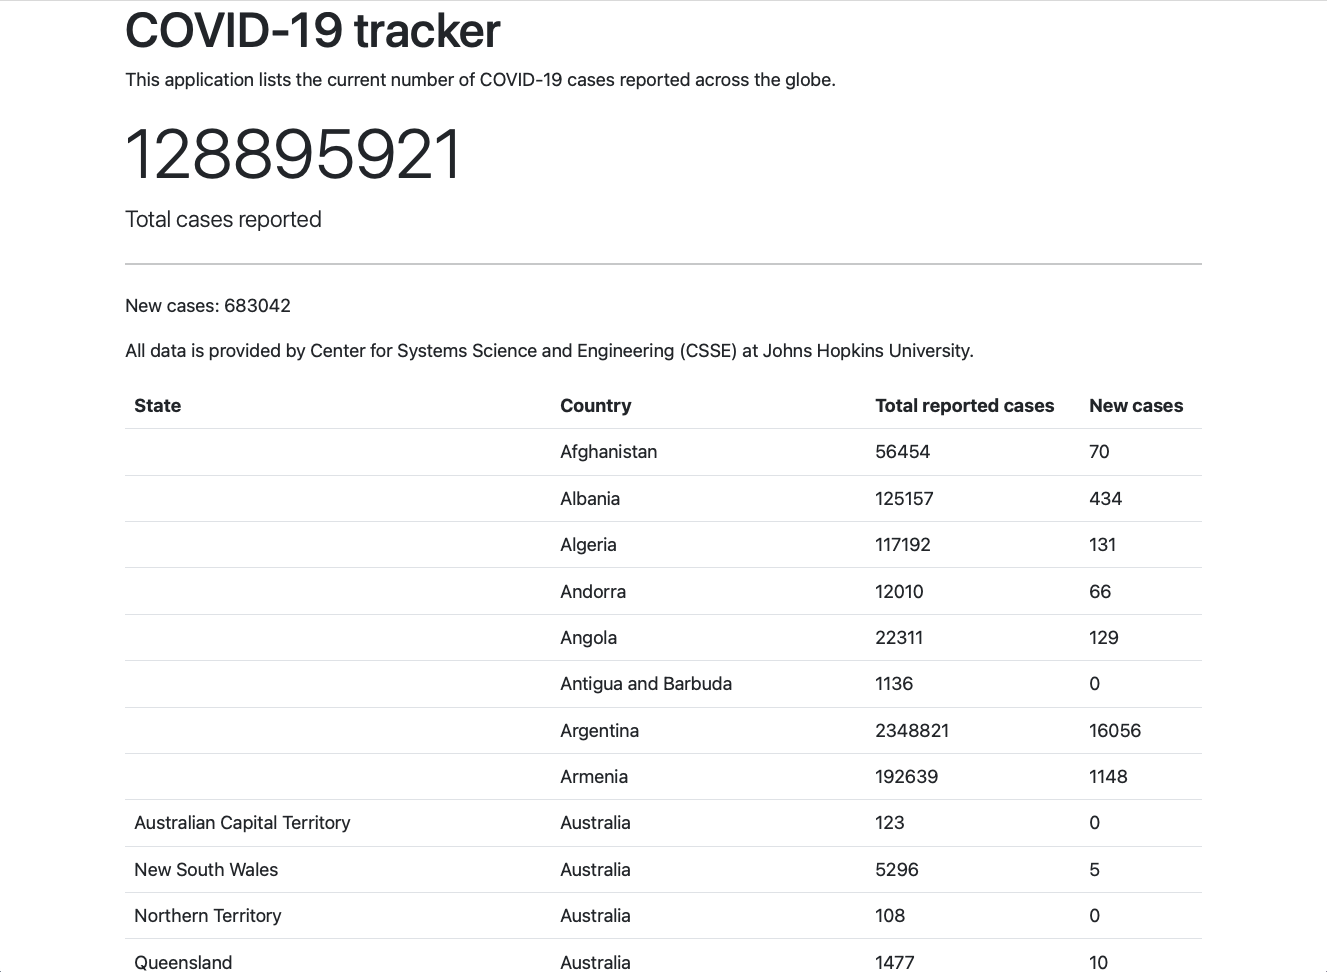 COVID-19 tracker
This application lists the current number of COVID-19 cases reported across the globe.
128895921
Total cases reported
New cases: 683042
All data is provided by Center for Systems Science and Engineering (CSSE) at Johns Hopkins University.
State Country Total reported cases New cases
Afghanistan 56454 70
Albania 125157 434
Algeria 117192 131
Andorra 12010 66
Angola 22311 129
Antigua and Barbuda 1136 0
Argentina 2348821 16056
Armenia 192639 1148
Australian Capital Territory Australia 123 0
New South Wales Australia 5296 5
Northern Territory Australia 108 0
Queensland Australia 1477 10